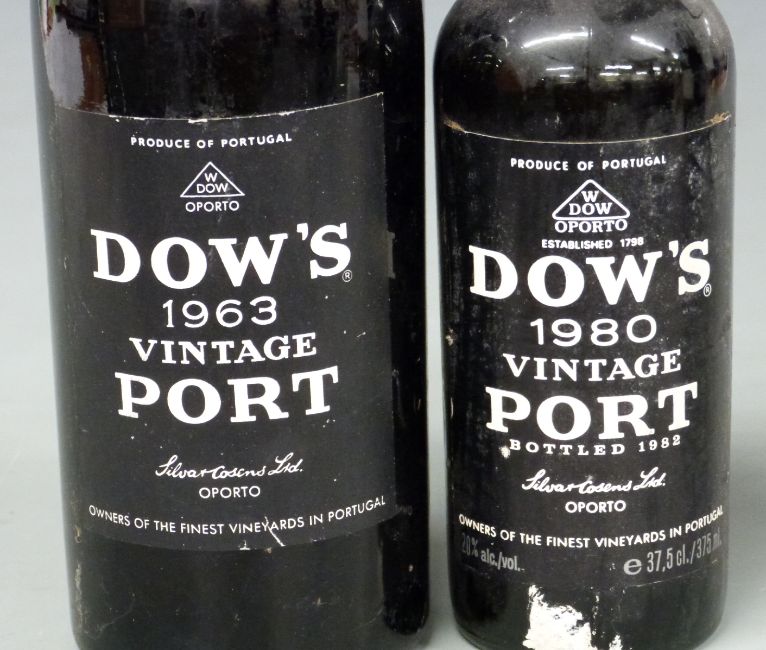 PRODUCE OF PORTUGAL
W
DOW
OPORTO
DOW'S®
1963
VINTAGE
PORT
Silva & Cosens Ltd.
OPORTO
OWNERS OF THE FINEST VINEYARDS IN PORTUGAL
PRODUCE OF PORTUGAL
W
DOW
OPORTO
ESTABLISHED 1798
DOW'S®
1980
VINTAGE
PORT
BOTTLED 1982
Silva & Cosens Ltd.
OPORTO
OWNERS OF THE FINEST VINEYARDS IN PORTUGAL
20% alc./vol. e 37,5 cl./375 ml.